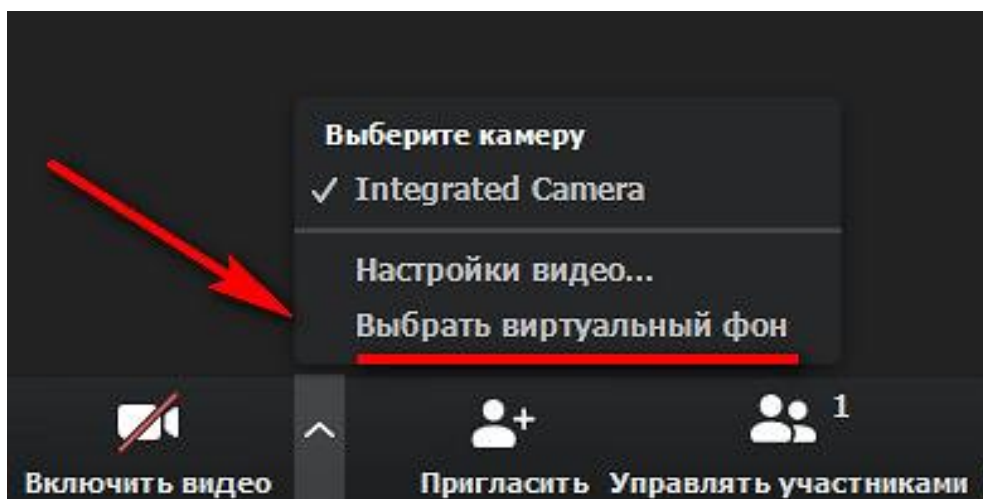 Выберите камеру
Integrated Camera
Настройки видео...
Выбрать виртуальный фон
1
Включить видео
Пригласить
Управлять участниками